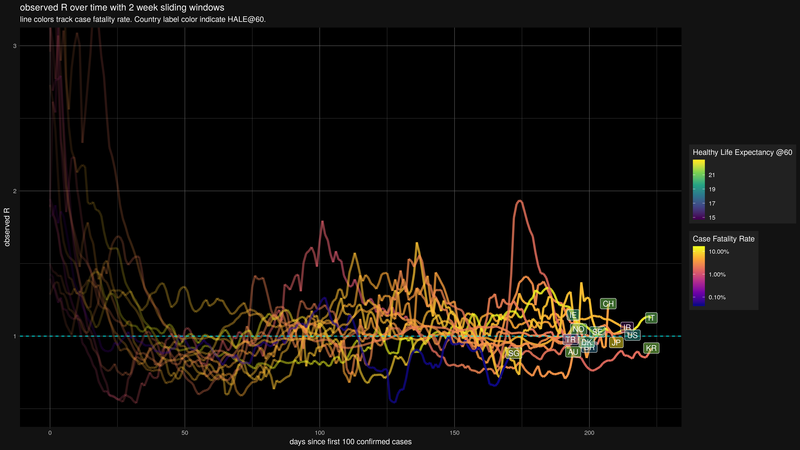 observed R over time with 2 week sliding windows
line colors track case fatality rate. Country label color indicate HALE@60.
3
2
1
observed R
0
50
100
150
200
days since first 100 confirmed cases
CH
IE
IT
NO
SE
IR
US
TR
DK
JP
SG
AU
KR
Healthy Life Expectancy @60
21
19
17
15
Case Fatality Rate
10.00%
1.00%
0.10%